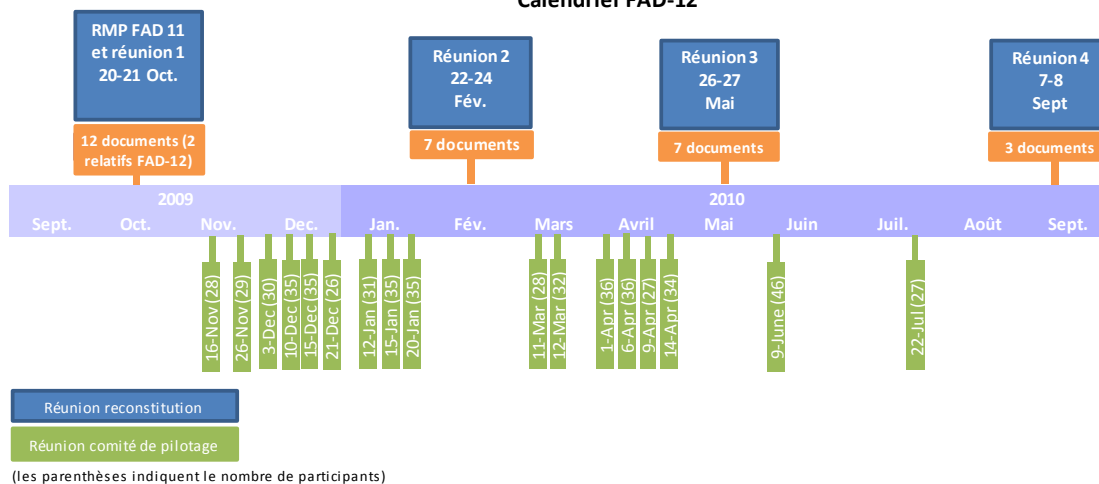 Calendrier FAD-12
RMP FAD 11
et réunion 1
20-21 Oct.
Réunion 2
22-24
Fév.
Réunion 3
26-27
Mai
Réunion 4
7-8
Sept
12 documents (2
relatifs FAD-12)
7 documents
7 documents
3 documents
2009
2010
Sept.
Oct.
Nov.
Dec.
Jan.
Fév.
Mars
Avril
Mai
Juin
Juil.
Août
Sept.
16-Nov (28)
26-Nov (29)
3-Dec (30)
10-Dec (35)
15-Dec (35)
21-Dec (26)
12-Jan (31)
15-Jan (35)
20-Jan (35)
11-Mar (28)
12-Mar (32)
1-Apr (36)
6-Apr (36)
9-Apr (27)
14-Apr (34)
9-June (46)
22-Jul (27)
Réunion reconstitution
Réunion comité de pilotage
(les parenthèses indiquent le nombre de participants)